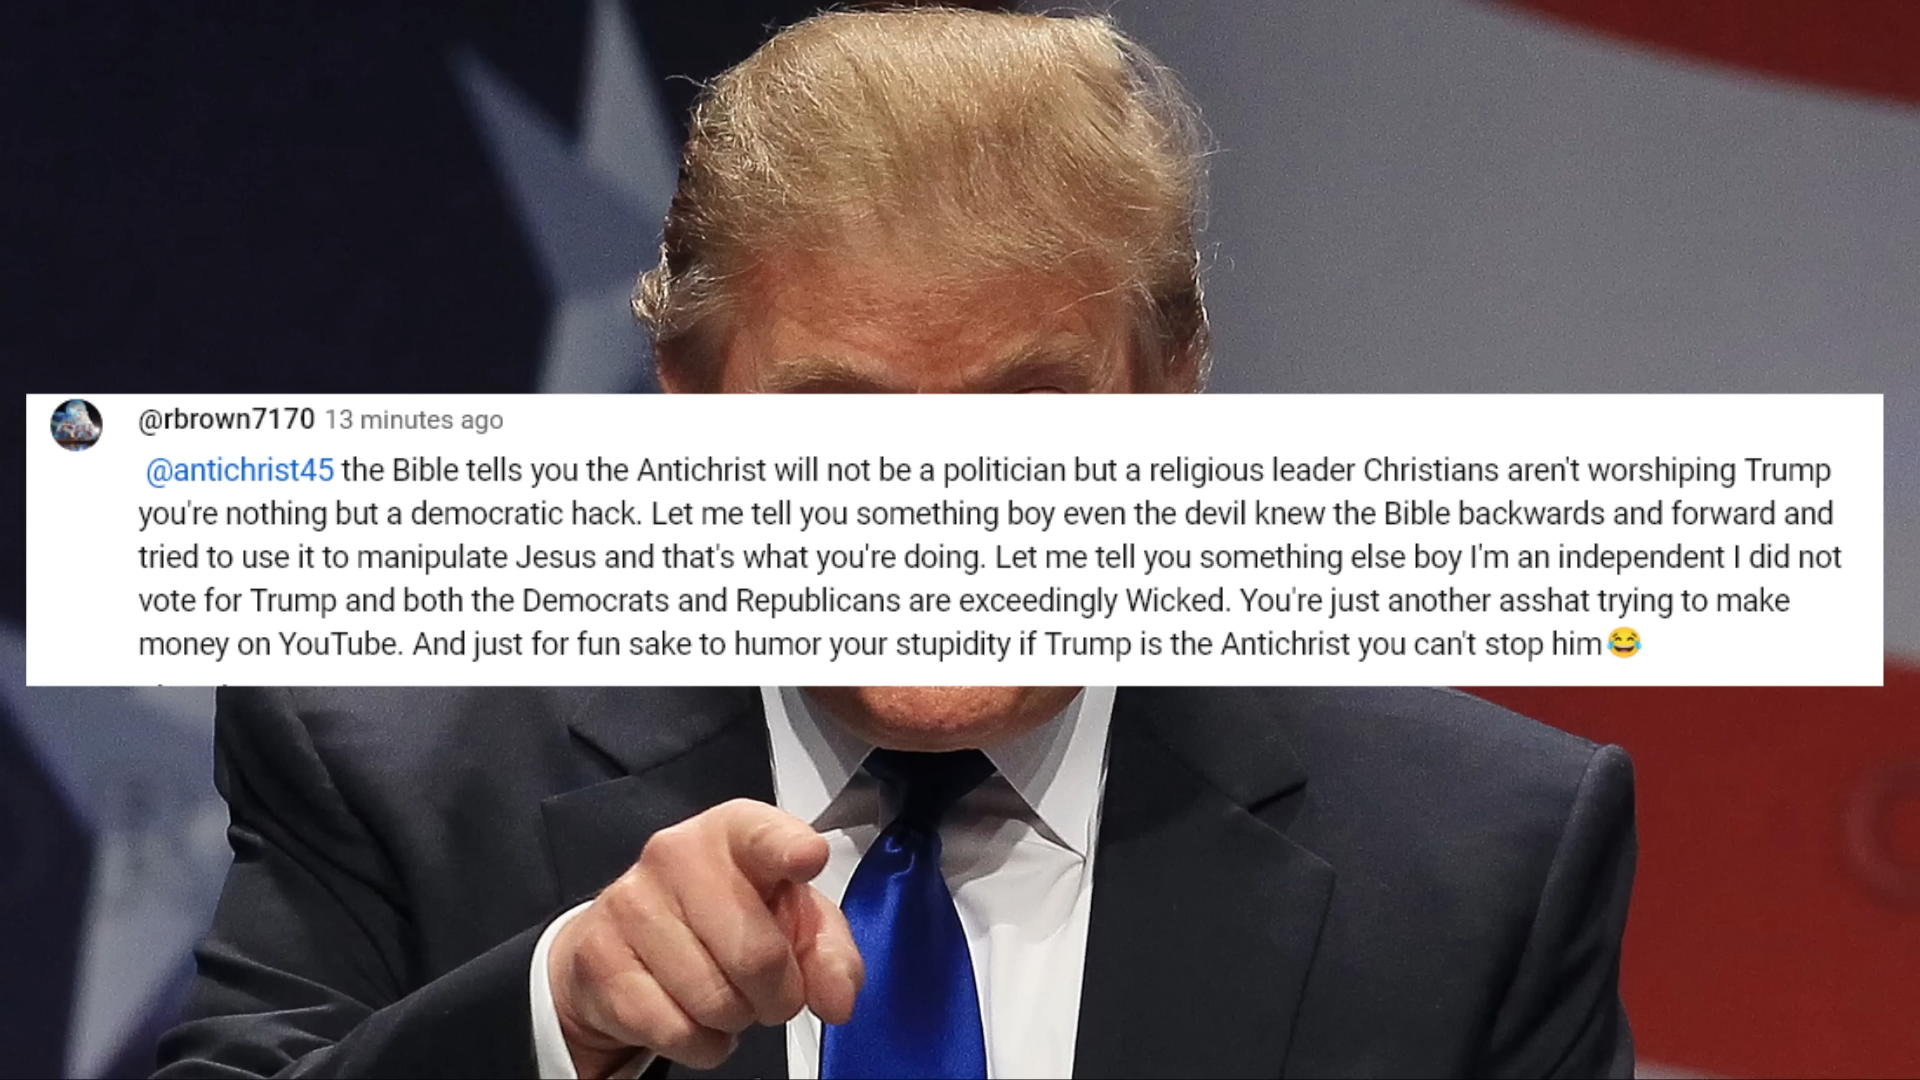 @rbrown7170 13 minutes ago
@antichrist45 the Bible tells you the Antichrist will not be a politician but a religious leader Christians aren't worshiping Trump
you're nothing but a democratic hack. Let me tell you something boy even the devil knew the Bible backwards and forward and
tried to use it to manipulate Jesus and that's what you're doing. Let me tell you something else boy I'm an independent I did not
vote for Trump and both the Democrats and Republicans are exceedingly Wicked. You're just another asshat trying to make
money on YouTube. And just for fun sake to humor your stupidity if Trump is the Antichrist you can't stop him😂